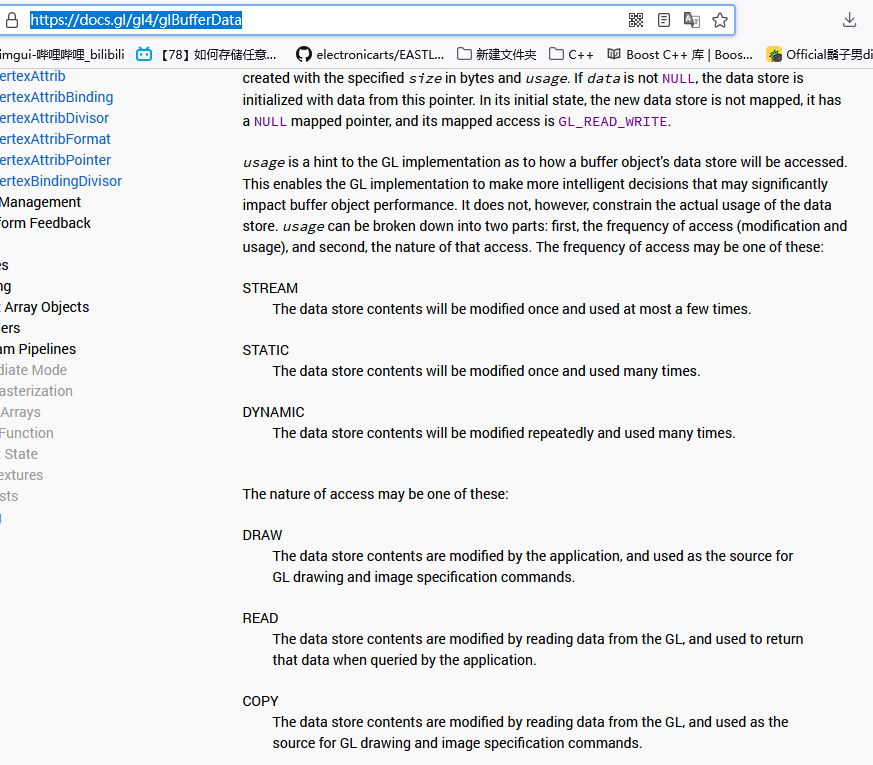 https://docs.gl/gl4/glBufferData
imgui-哔哩哔哩_bilibili 【78】如何存储任意... electronicarts/EASTL... 新建文件夹 C++ Boost C++ 库 | Boos... Official鬍子男di
ertexAttrib
ertexAttribBinding
ertexAttribDivisor
ertexAttribFormat
ertexAttribPointer
ertexBindingDivisor
Management
form Feedback
es
ng
t Array Objects
ders
am Pipelines
diate Mode
asterization
Arrays
Function
t State
extures
sts
g
created with the specified size in bytes and usage. If data is not NULL, the data store is
initialized with data from this pointer. In its initial state, the new data store is not mapped, it has
a NULL mapped pointer, and its mapped access is GL_READ_WRITE.
usage is a hint to the GL implementation as to how a buffer object's data store will be accessed.
This enables the GL implementation to make more intelligent decisions that may significantly
impact buffer object performance. It does not, however, constrain the actual usage of the data
store. usage can be broken down into two parts: first, the frequency of access (modification and
usage), and second, the nature of that access. The frequency of access may be one of these:
STREAM
The data store contents will be modified once and used at most a few times.
STATIC
The data store contents will be modified once and used many times.
DYNAMIC
The data store contents will be modified repeatedly and used many times.
The nature of access may be one of these:
DRAW
The data store contents are modified by the application, and used as the source for
GL drawing and image specification commands.
READ
The data store contents are modified by reading data from the GL, and used to return
that data when queried by the application.
COPY
The data store contents are modified by reading data from the GL, and used as the
source for GL drawing and image specification commands.